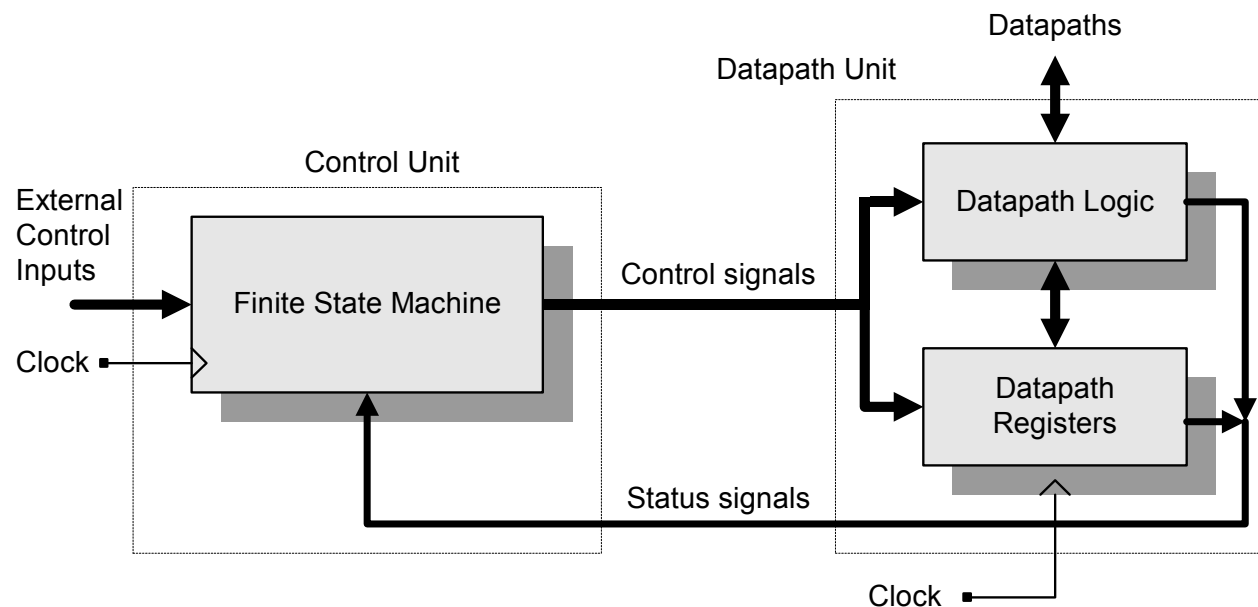 Datapaths
Datapath Unit
Control Unit
External
Control
Inputs
Finite State Machine
Clock
Control signals
Datapath Logic
Datapath
Registers
Status signals
Clock